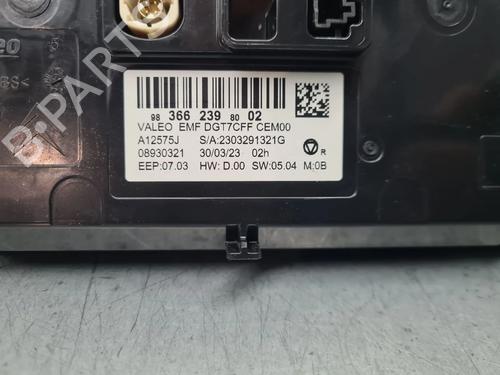 98 366 239 80 02
VALEO EMF DGT7CFF CEM00
A12575J S/A:2303291321G
08930321 30/03/23 02h V R
EEP:07.03 HW: D.00 SW:05.04 M:0B
B-PARTS